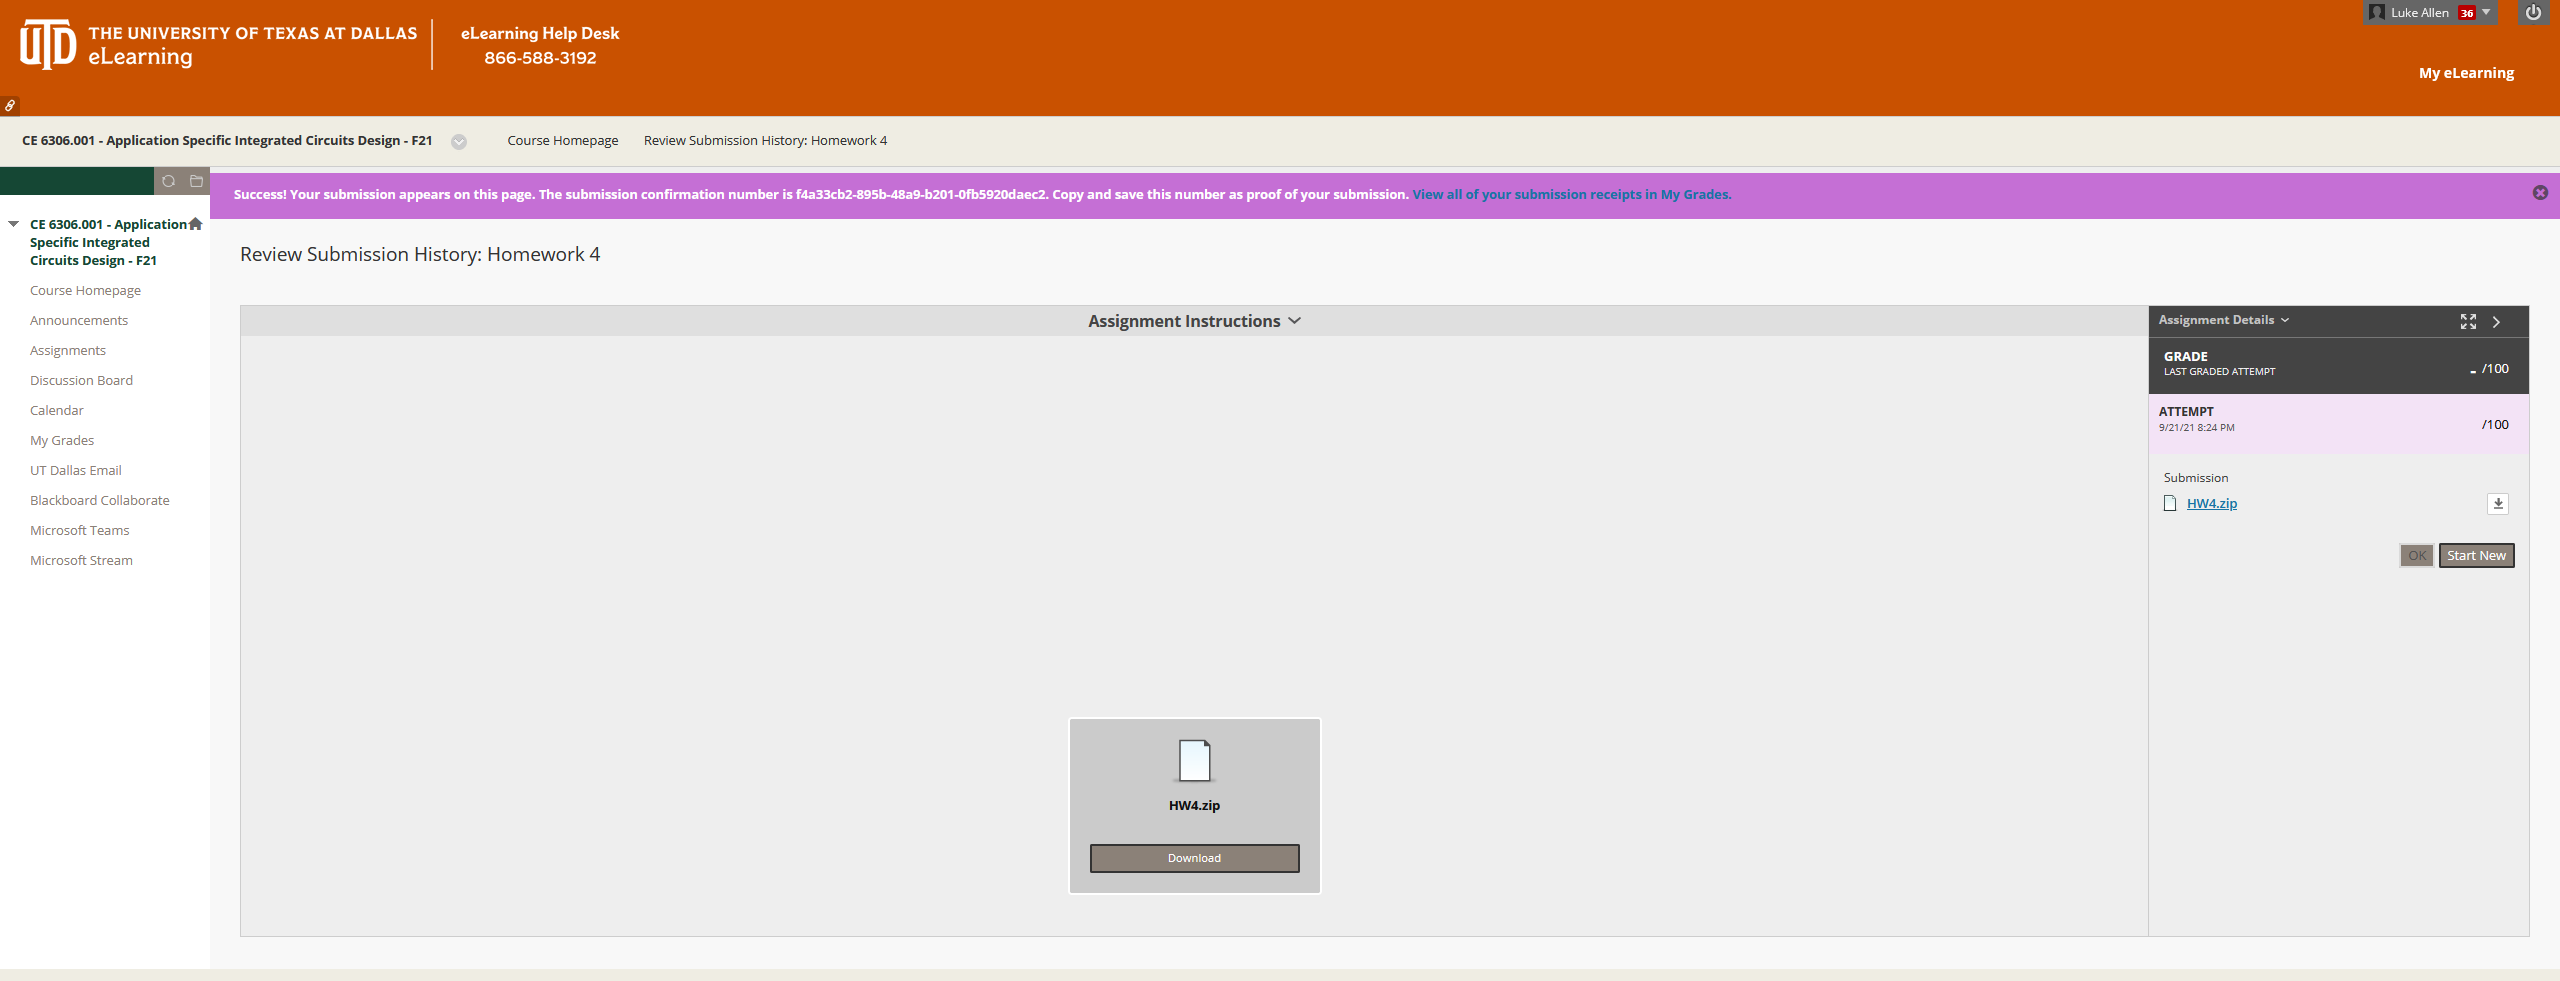 UTD
THE UNIVERSITY OF TEXAS AT DALLAS
eLearning
eLearning Help Desk
866-588-3192
Luke Allen 36
My eLearning
CE 6306.001 - Application Specific Integrated Circuits Design - F21
Course Homepage
Review Submission History: Homework 4
Success! Your submission appears on this page. The submission confirmation number is f4a33cb2-895b-48a9-b201-0fb5920daec2. Copy and save this number as proof of your submission. View all of your submission receipts in My Grades.
CE 6306.001 - Application
Specific Integrated
Circuits Design - F21
Course Homepage
Announcements
Assignments
Discussion Board
Calendar
My Grades
UT Dallas Email
Blackboard Collaborate
Microsoft Teams
Microsoft Stream
Review Submission History: Homework 4
Assignment Instructions
HW4.zip
Download
Assignment Details
GRADE
LAST GRADED ATTEMPT
- /100
ATTEMPT
9/21/21 8:24 PM
/100
Submission
HW4.zip
OK
Start New